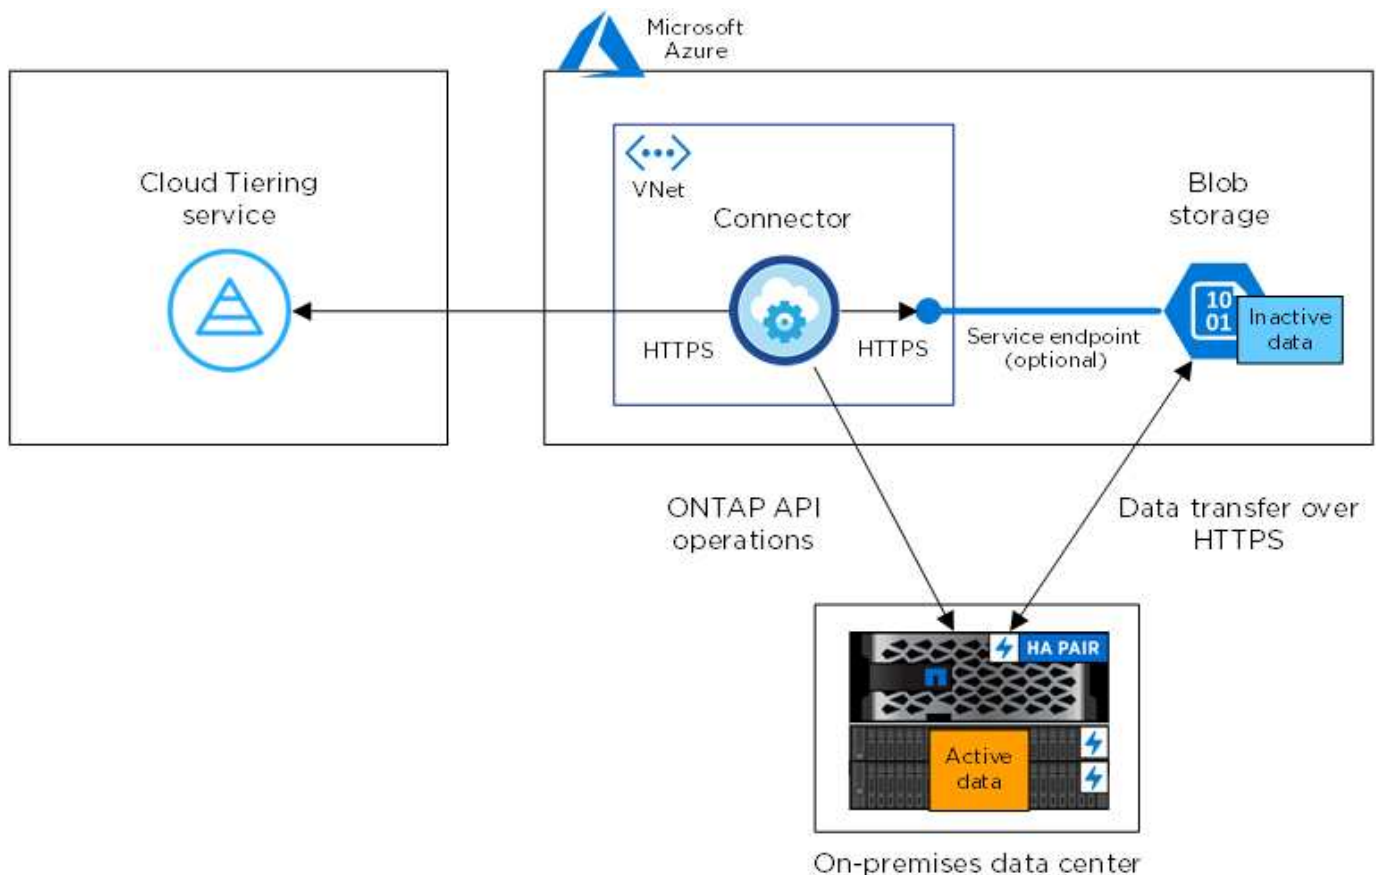 Microsoft
Azure
Cloud Tiering
service
VNet
Connector
Blob
storage
10
01
Inactive
data
HTTPS
HTTPS
Service endpoint
(optional)
ONTAP API
operations
Data transfer over
HTTPS
HA PAIR
Active
data
On-premises data center